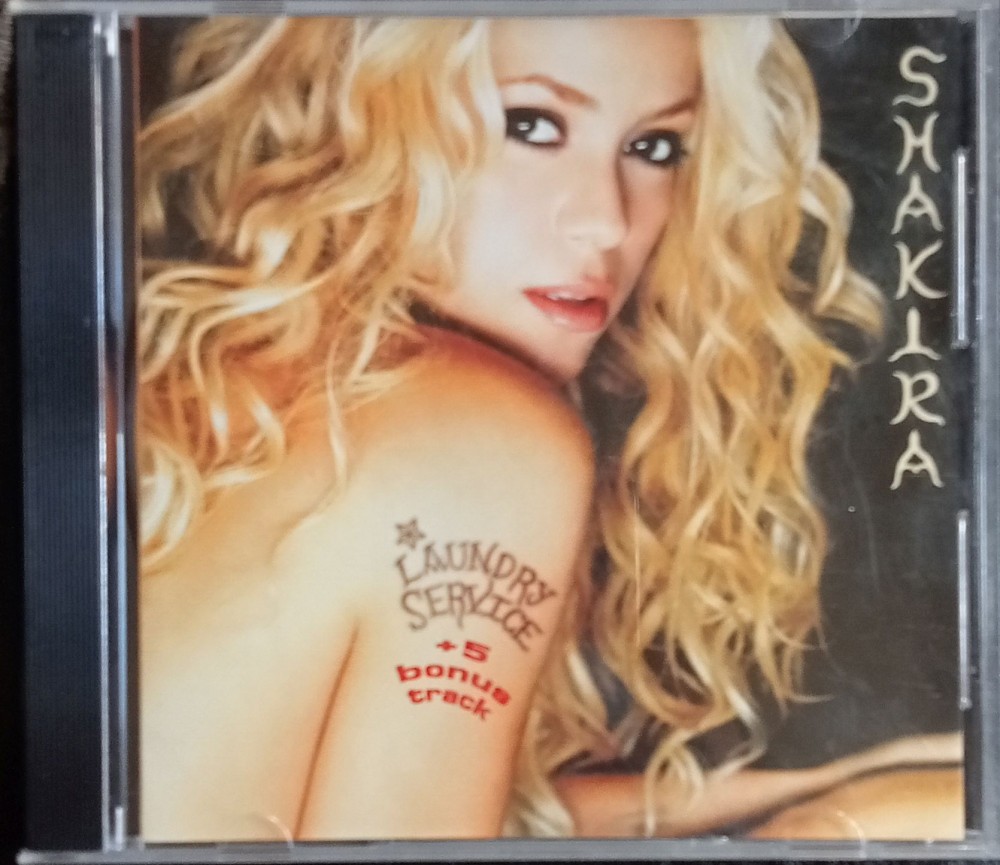 SHAKIRA
LAUNDRY
SERVICE
+5
bonus
track